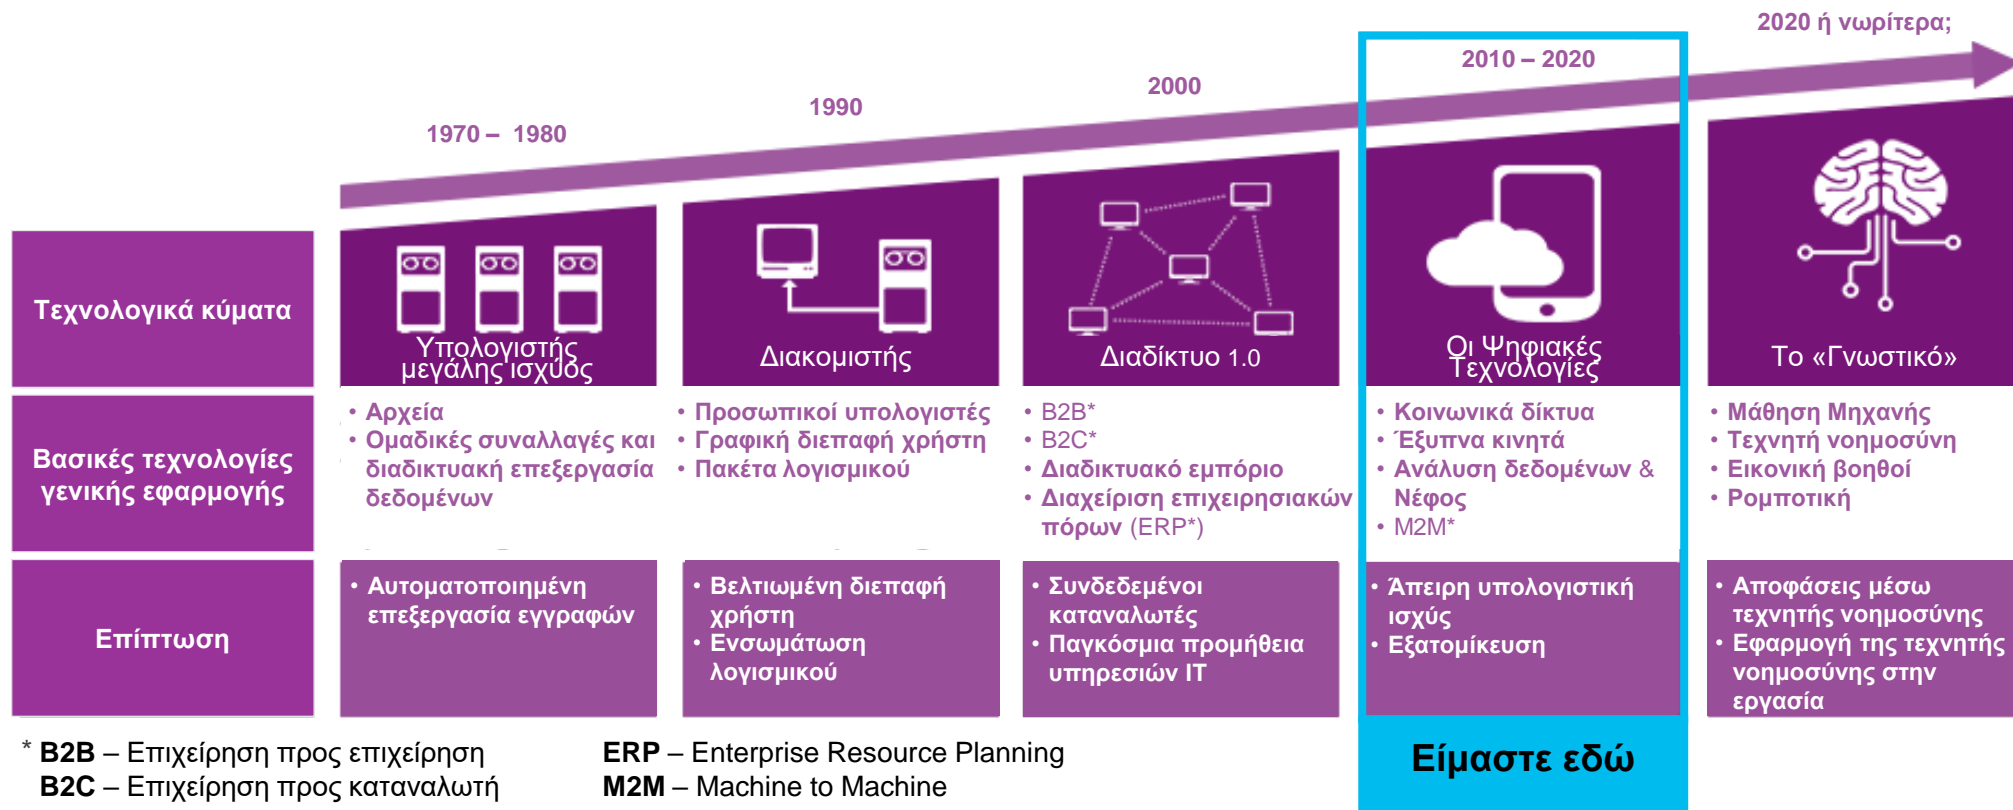 1970 – 1980
1990
2000
2010 – 2020
2020 ή νωρίτερα;
Τεχνολογικά κύματα
Υπολογιστής
μεγάλης ισχύος
Διακομιστής
Διαδίκτυο 1.0
Οι Ψηφιακές
Τεχνολογίες
Το «Γνωστικό»
Βασικές τεχνολογίες
γενικής εφαρμογής
• Αρχεία
• Ομαδικές συναλλαγές και
διαδικτυακή επεξεργασία
δεδομένων
• Προσωπικοί υπολογιστές
• Γραφική διεπαφή χρήστη
• Πακέτα λογισμικού
• B2B*
• B2C*
• Διαδικτυακό εμπόριο
• Διαχείριση επιχειρησιακών
πόρων (ERP*)
• Κοινωνικά δίκτυα
• Έξυπνα κινητά
• Ανάλυση δεδομένων &
Νέφος
• M2M*
• Μάθηση Μηχανής
• Τεχνητή νοημοσύνη
• Εικονική βοηθοί
• Ρομποτική
Επίπτωση
• Αυτοματοποιημένη
επεξεργασία εγγραφών
• Βελτιωμένη διεπαφή
χρήστη
• Ενσωμάτωση
λογισμικού
• Συνδεδεμένοι
καταναλωτές
• Παγκόσμια προμήθεια
υπηρεσιών IT
• Άπειρη υπολογιστική
ισχύς
• Εξατομίκευση
• Αποφάσεις μέσω
τεχνητής νοημοσύνης
• Εφαρμογή της τεχνητής
νοημοσύνης στην
εργασία
* B2B – Επιχείρηση προς επιχείρηση
B2C – Επιχείρηση προς καταναλωτή
ERP – Enterprise Resource Planning
M2M – Machine to Machine
Είμαστε εδώ